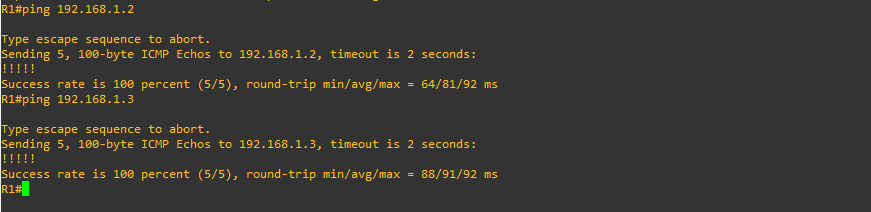 R1#ping 192.168.1.2
Type escape sequence to abort.
Sending 5, 100-byte ICMP Echos to 192.168.1.2, timeout is 2 seconds:
!!!!!
Success rate is 100 percent (5/5), round-trip min/avg/max = 64/81/92 ms
R1#ping 192.168.1.3
Type escape sequence to abort.
Sending 5, 100-byte ICMP Echos to 192.168.1.3, timeout is 2 seconds:
!!!!!
Success rate is 100 percent (5/5), round-trip min/avg/max = 88/91/92 ms
R1#